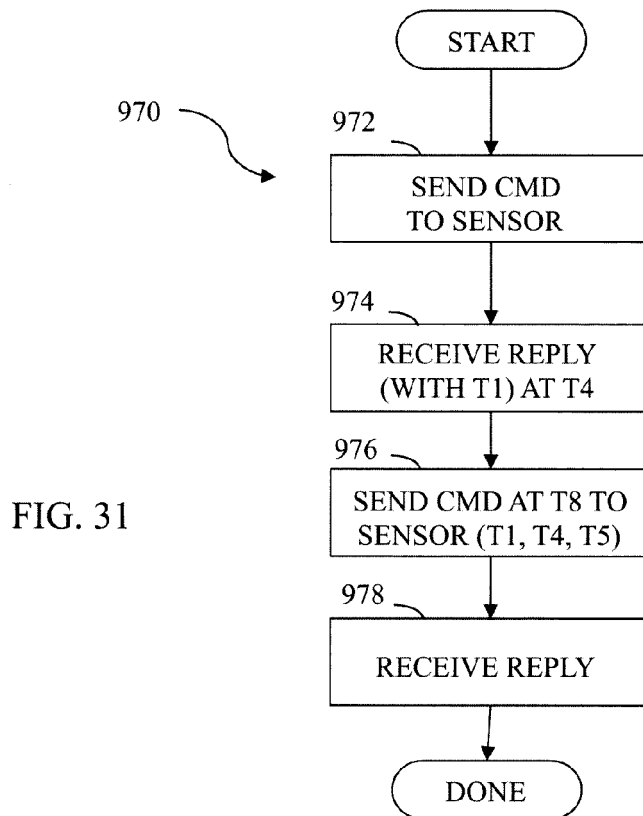 START
970
972
SEND CMD
TO SENSOR
974
RECEIVE REPLY
(WITH T1) AT T4
976
SEND CMD AT T8 TO
SENSOR (T1, T4, T5)
FIG. 31
978
RECEIVE REPLY
DONE